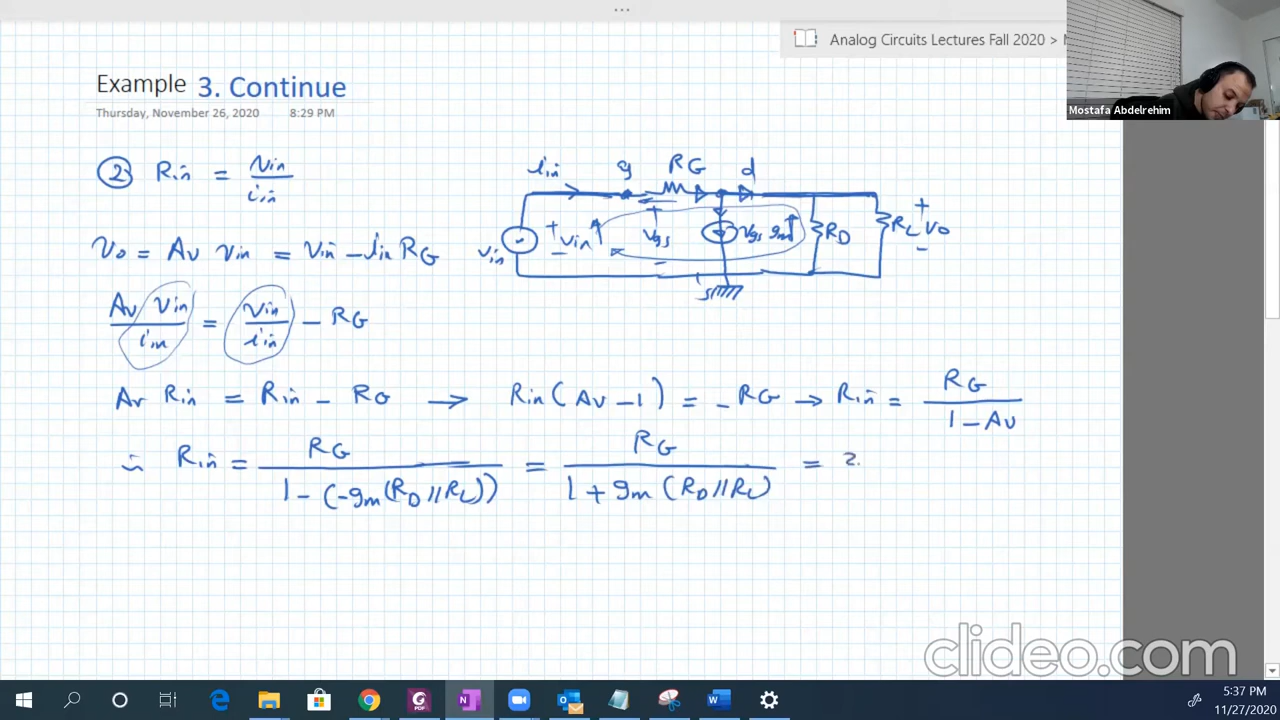 Analog Circuits Lectures Fall 2020 >
Mostafa Abdelrehim
Example 3. Continue
Thursday, November 26, 2020 8:29 PM
② Rin = vin / iin
iin g RG d
vin + vin - + vgs - vgs gm RD RL + vo -
s
vo = Av vin = vin - iin RG
Av vin / iin = vin / iin - RG
Av Rin = Rin - RG → Rin (Av - 1) = - RG → Rin = RG / 1 - Av
∴ Rin = RG / 1 - (-gm (RD // RL)) = RG / 1 + gm (RD // RL) = 2.
clideo.com
5:37 PM
11/27/2020